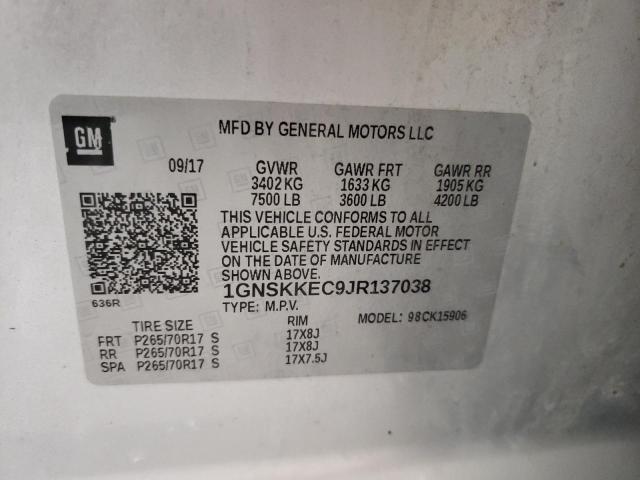 GM
MFD BY GENERAL MOTORS LLC
09/17 GVWR GAWR FRT GAWR RR
3402 KG 1633 KG 1905 KG
7500 LB 3600 LB 4200 LB
THIS VEHICLE CONFORMS TO ALL
APPLICABLE U.S. FEDERAL MOTOR
VEHICLE SAFETY STANDARDS IN EFFECT
ON THE DATE OF MANUFACTURE
SHOWN ABOVE.
636R 1GNSKKEC9JR137038
TYPE: M.P.V. MODEL: 98CK15906
TIRE SIZE RIM
FRT P265/70R17 S 17X8J
RR P265/70R17 S 17X8J
SPA P265/70R17 S 17X7.5J